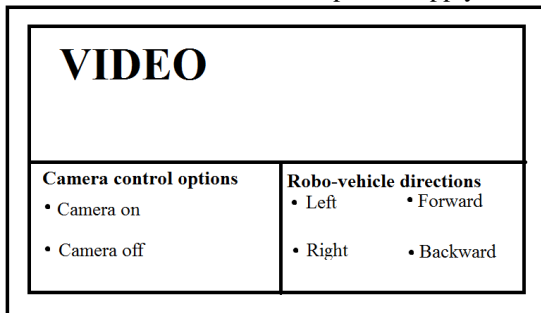 VIDEO
Camera control options
• Camera on
• Camera off
Robo-vehicle directions
• Left
• Forward
• Right
• Backward